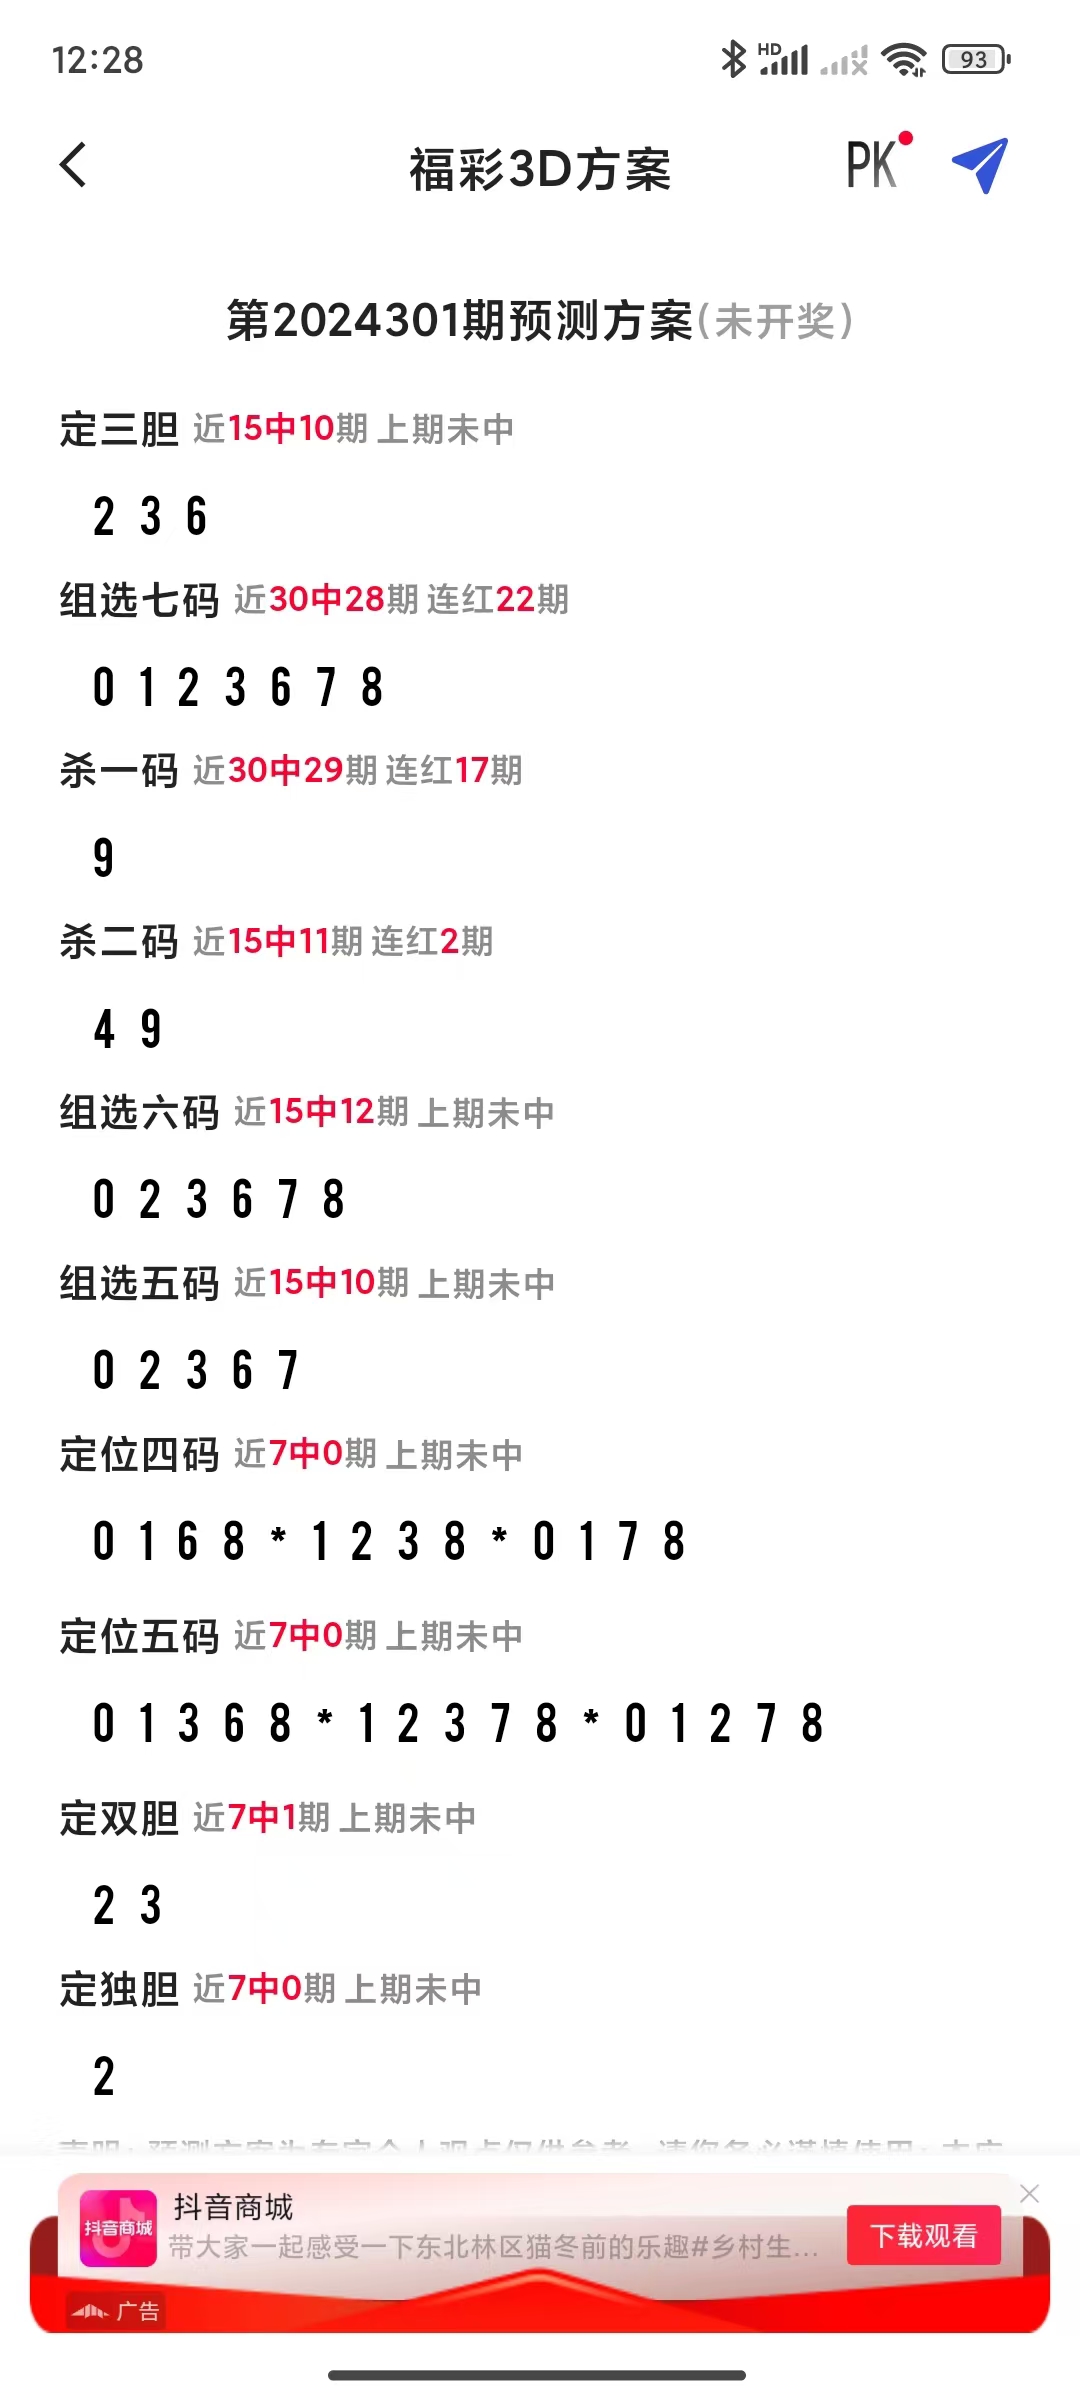 12:28
HD
93
福彩3D方案
PK
第2024301期预测方案(未开奖)
定三胆 近15中10期 上期未中
2 3 6
组选七码 近30中28期 连红22期
0 1 2 3 6 7 8
杀一码 近30中29期 连红17期
9
杀二码 近15中11期 连红2期
4 9
组选六码 近15中12期 上期未中
0 2 3 6 7 8
组选五码 近15中10期 上期未中
0 2 3 6 7
定位四码 近7中0期 上期未中
0 1 6 8 * 1 2 3 8 * 0 1 7 8
定位五码 近7中0期 上期未中
0 1 3 6 8 * 1 2 3 7 8 * 0 1 2 7 8
定双胆 近7中1期 上期未中
2 3
定独胆 近7中0期 上期未中
2
抖音商城
抖音商城
带大家一起感受一下东北林区猫冬前的乐趣#乡村生...
下载观看
广告